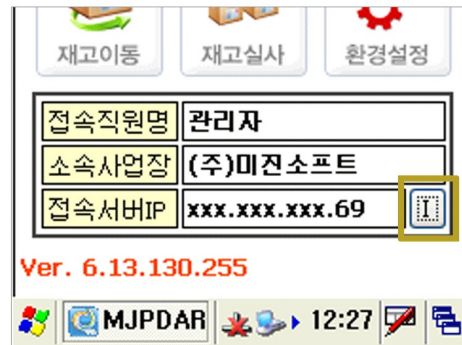 재고이동 재고실사 환경설정
접속직원명 관리자
소속사업장 (주)미진소프트
접속서버IP xxx.xxx.xxx.69 I
Ver. 6.13.130.255
MJPDAR 12:27